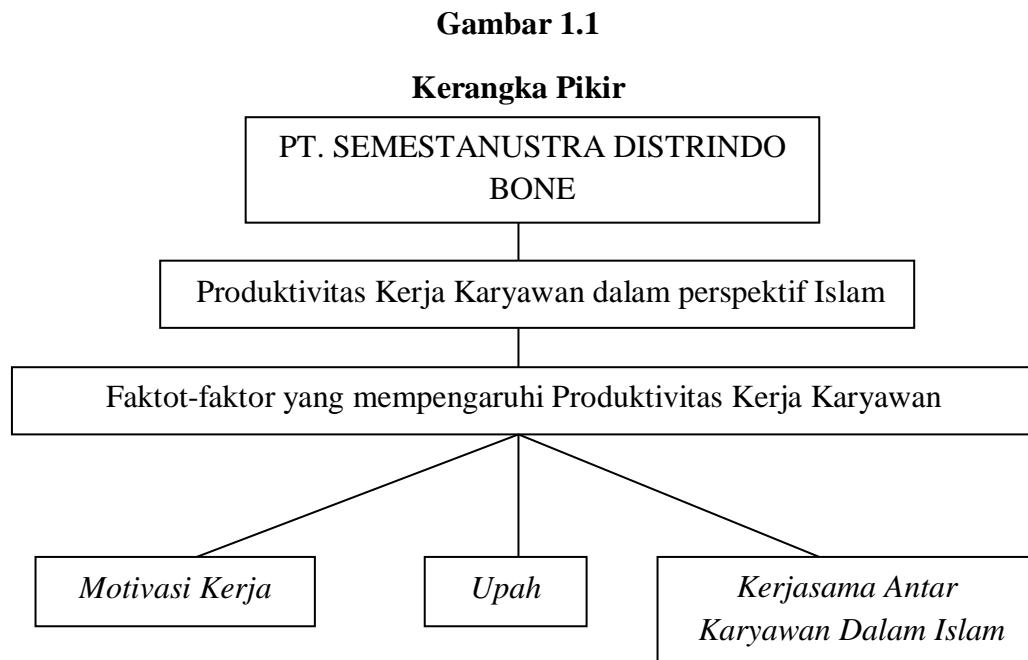 Gambar 1.1
Kerangka Pikir
PT. SEMESTANUSTRA DISTRINDO
BONE
Produktivitas Kerja Karyawan dalam perspektif Islam
Faktot-faktor yang mempengaruhi Produktivitas Kerja Karyawan
Motivasi Kerja
Upah
Kerjasama Antar
Karyawan Dalam Islam